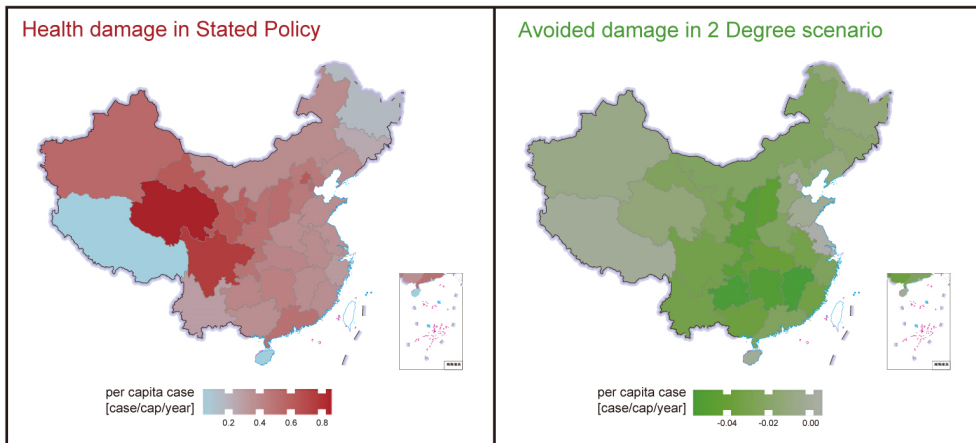 Health damage in Stated Policy
per capita case
[case/cap/year]
0.2 0.4 0.6 0.8
Avoided damage in 2 Degree scenario
per capita case
[case/cap/year]
-0.04 -0.02 0.00